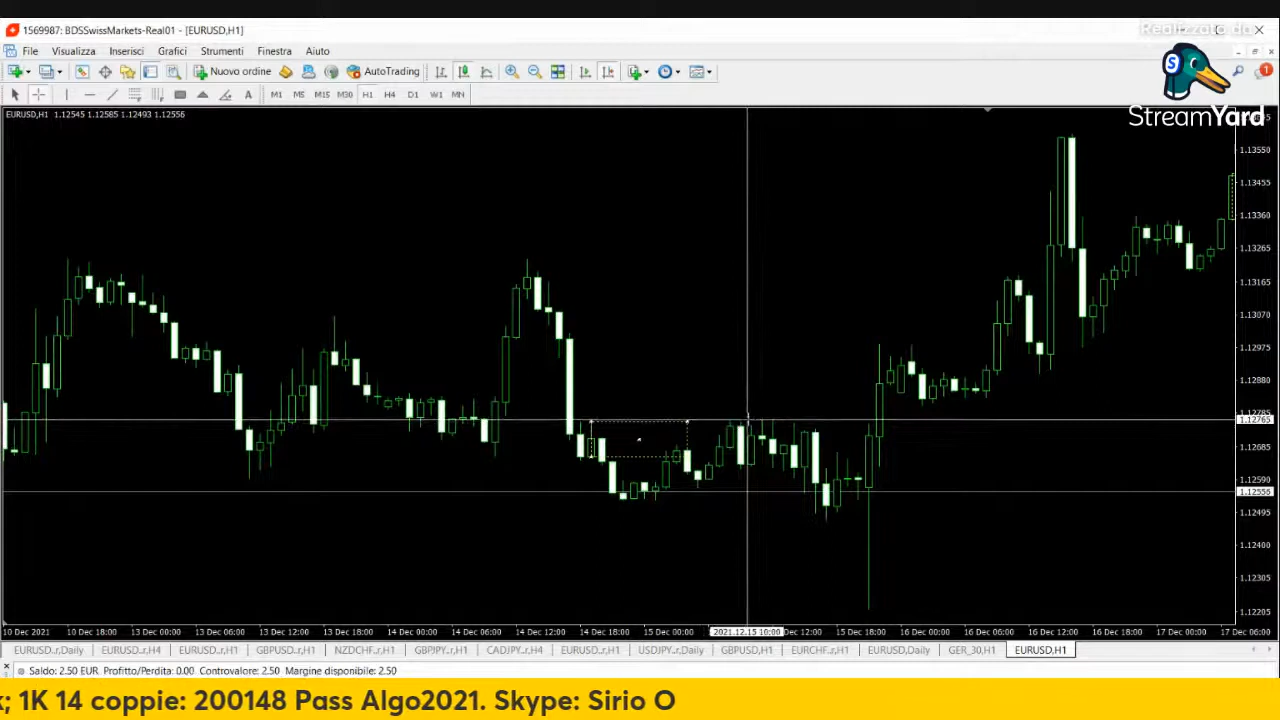 1569987: BDSSwissMarkets-Real01 - [EURUSD,H1]
Realizzato da
File Visualizza Inserisci Grafici Strumenti Finestra Aiuto
Nuovo ordine AutoTrading
StreamYard
A M1 M5 M15 M30 H1 H4 D1 W1 MN
EURUSD,H1 1.12545 1.12585 1.12493 1.12556
1.13550
1.13455
1.13360
1.13265
1.13165
1.13070
1.12975
1.12880
1.12785
1.12765
1.12685
1.12590
1.12556
1.12495
1.12400
1.12305
1.12205
10 Dec 2021 10 Dec 18:00 13 Dec 00:00 13 Dec 06:00 13 Dec 12:00 13 Dec 18:00 14 Dec 00:00 14 Dec 06:00 14 Dec 12:00 14 Dec 18:00 15 Dec 00:00 2021.12.15 10:00 Dec 12:00 15 Dec 18:00 16 Dec 00:00 16 Dec 06:00 16 Dec 12:00 16 Dec 18:00 17 Dec 00:00 17 Dec 06:00
EURUSD..r,Daily EURUSD..r,H4 EURUSD..r,H1 GBPUSD..r,H1 NZDCHF..r,H1 GBPJPY..r,H1 CADJPY..r,H4 EURUSD..r,H1 USDJPY..r,Daily GBPUSD,H1 EURCHF..r,H1 EURUSD,Daily GER_30,H1 EURUSD,H1
Saldo: 2.50 EUR Profitto/Perdita: 0.00 Controvalore: 2.50 Margine disponibile: 2.50
; 1K 14 coppie: 200148 Pass Algo2021. Skype: Sirio O